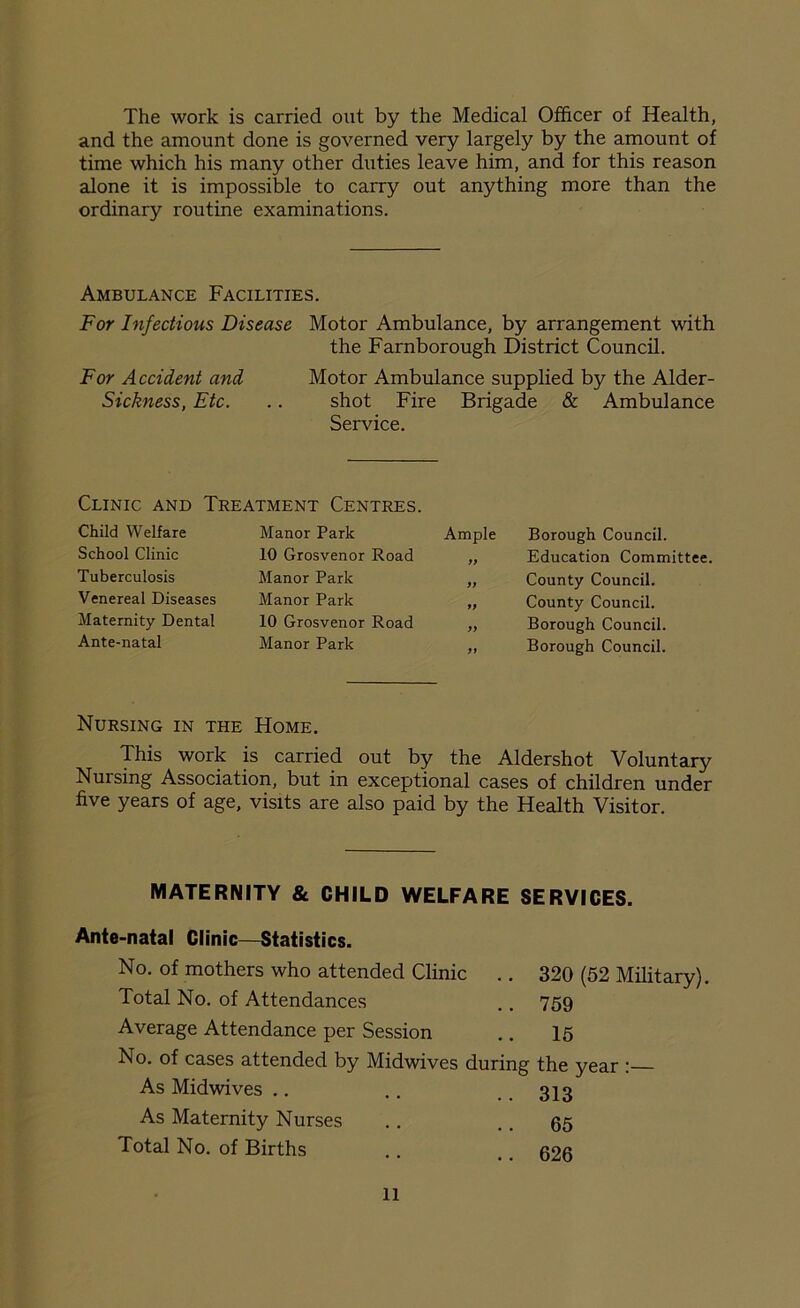 The work is carried out by the Medical Officer of Health,
and the amount done is governed very largely by the amount of
time which his many other duties leave him, and for this reason
alone it is impossible to carry out anything more than the
ordinary routine examinations.
Ambulance Facilities.
For Infectious Disease Motor Ambulance, by arrangement with
the Farnborough District Council.
For Accident and Motor Ambulance supplied by the Alder-
Sickness, Etc. .. shot Fire Brigade & Ambulance
Service.
Clinic and Treatment Centres.
Child Welfare Manor Park Ample Borough Council.
School Clinic 10 Grosvenor Road „ Education Committee.
Tuberculosis Manor Park „ County Council.
Venereal Diseases Manor Park „ County Council.
Maternity Dental 10 Grosvenor Road „ Borough Council.
Ante-natal Manor Park „ Borough Council.
Nursing in the Home.
This work is carried out by the Aldershot Voluntary
Nursing Association, but in exceptional cases of children under
five years of age, visits are also paid by the Health Visitor.
MATERNITY & CHILD WELFARE SERVICES.
Ante-natal Clinic—Statistics.
No. of mothers who attended Clinic .. 320 (52 Military).
Total No. of Attendances .. 759
Average Attendance per Session .. 15
No. of cases attended by Midwives during the year :—
As Midwives .. .. .. 313
As Maternity Nurses .. .. 65
Total No. of Births .. .. 626
11